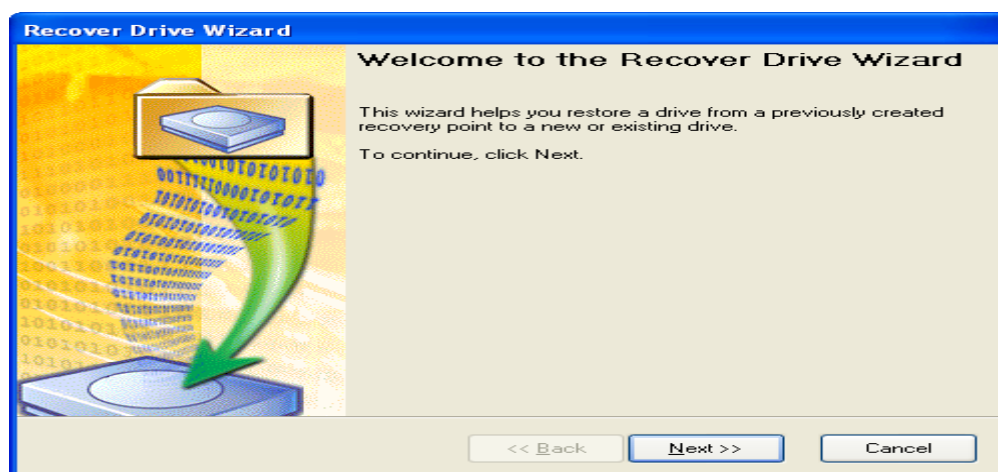 Recover Drive Wizard
Welcome to the Recover Drive Wizard
This wizard helps you restore a drive from a previously created
recovery point to a new or existing drive.
To continue, click Next.
<< Back
Next >>
Cancel